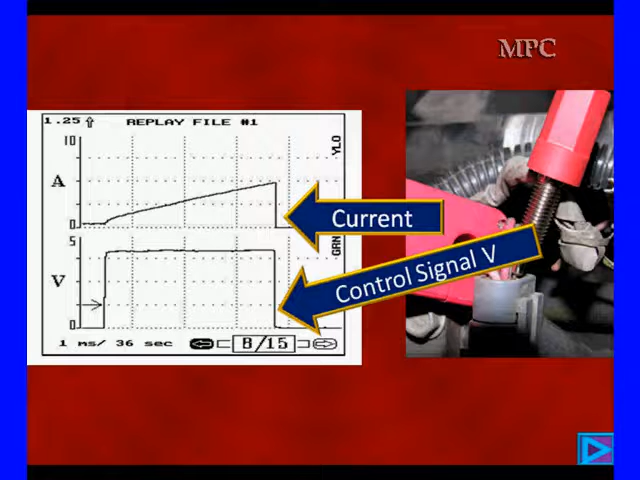 MPC
1.25 REPLAY FILE #1
10
YLO
A
0
Current
5
GRN
V
Control Signal V
0
1 ms/ 36 sec 8/15